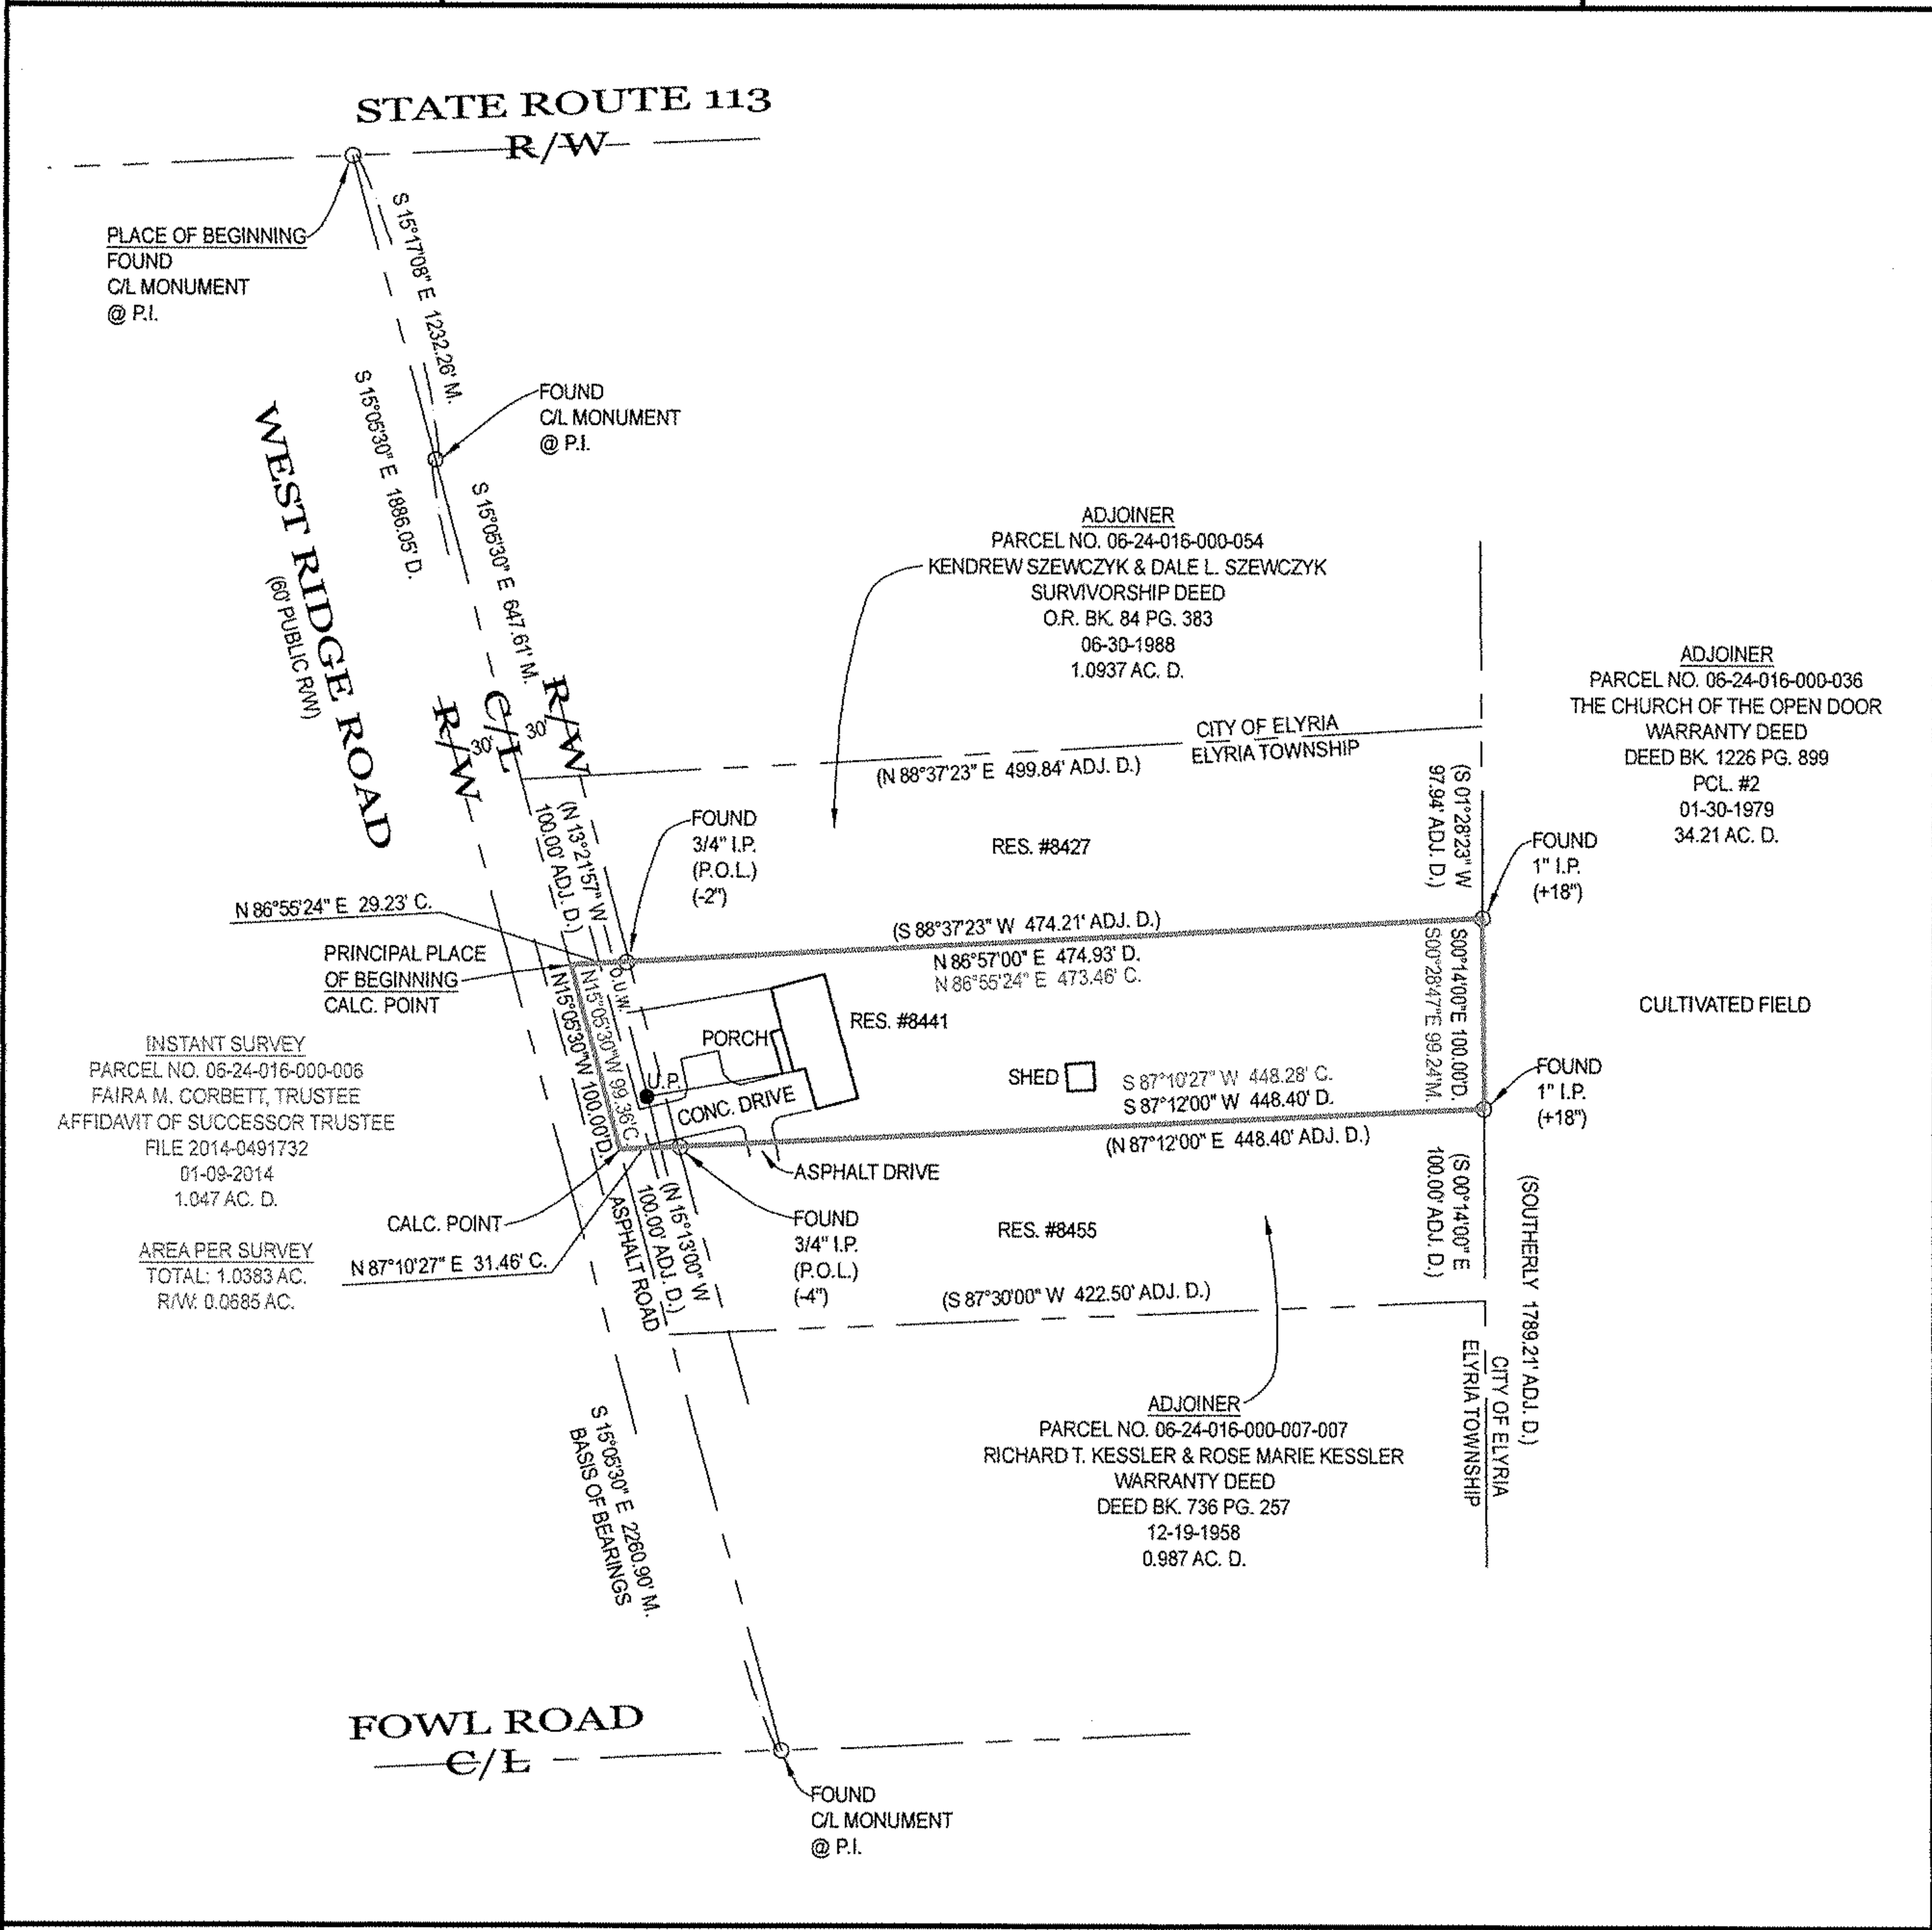 STATE ROUTE 113
R/W
PLACE OF BEGINNING
FOUND
C/L MONUMENT
@ P.I.
S 15°17'08" E 1232.26' M.
S 15°05'30" E 1886.05' D.
FOUND
C/L MONUMENT
@ P.I.
WEST RIDGE ROAD
(60' PUBLIC R/W)
S 15°05'30" E 647.61' M.
R/W
30'
C/L
30'
R/W
ADJOINER
PARCEL NO. 06-24-016-000-054
KENDREW SZEWCZYK & DALE L. SZEWCZYK
SURVIVORSHIP DEED
O.R. BK. 84 PG. 383
06-30-1988
1.0937 AC. D.
ADJOINER
PARCEL NO. 06-24-016-000-036
THE CHURCH OF THE OPEN DOOR
WARRANTY DEED
DEED BK. 1226 PG. 899
PCL. #2
01-30-1979
34.21 AC. D.
CITY OF ELYRIA
ELYRIA TOWNSHIP
(N 88°37'23" E 499.84' ADJ. D.)
(S 01°28'23" W
97.94' ADJ. D.)
(N 13°21'57" W
100.00' ADJ. D.)
FOUND
3/4" I.P.
(P.O.L.)
(-2")
RES. #8427
FOUND
1" I.P.
(+18")
N 86°55'24" E 29.23' C.
(S 88°37'23" W 474.21' ADJ. D.)
N 86°57'00" E 474.93' D.
N 86°55'24" E 473.46' C.
PRINCIPAL PLACE
OF BEGINNING
CALC. POINT
N15°05'30"W 100.00'D.
N15°05'30"W 99.36'C.
O.U.W.
S00°14'00"E 100.00'D.
S00°28'47"E 99.24'M.
CULTIVATED FIELD
RES. #8441
PORCH
U.P.
CONC. DRIVE
SHED
S 87°10'27" W 448.28' C.
S 87°12'00" W 448.40' D.
(N 87°12'00" E 448.40' ADJ. D.)
FOUND
1" I.P.
(+18")
INSTANT SURVEY
PARCEL NO. 06-24-016-000-006
FAIRA M. CORBETT, TRUSTEE
AFFIDAVIT OF SUCCESSOR TRUSTEE
FILE 2014-0491732
01-09-2014
1.047 AC. D.
AREA PER SURVEY
TOTAL: 1.0383 AC.
R/W: 0.0685 AC.
CALC. POINT
N 87°10'27" E 31.46' C.
ASPHALT ROAD
(N 15°13'00" W
100.00' ADJ. D.)
ASPHALT DRIVE
FOUND
3/4" I.P.
(P.O.L.)
(-4")
RES. #8455
(S 00°14'00" E
100.00' ADJ. D.)
(SOUTHERLY 1789.21' ADJ. D.)
(S 87°30'00" W 422.50' ADJ. D.)
CITY OF ELYRIA
ELYRIA TOWNSHIP
ADJOINER
PARCEL NO. 06-24-016-000-007-007
RICHARD T. KESSLER & ROSE MARIE KESSLER
WARRANTY DEED
DEED BK. 736 PG. 257
12-19-1958
0.987 AC. D.
S 15°05'30" E 2260.90' M.
BASIS OF BEARINGS
FOWL ROAD
C/L
FOUND
C/L MONUMENT
@ P.I.